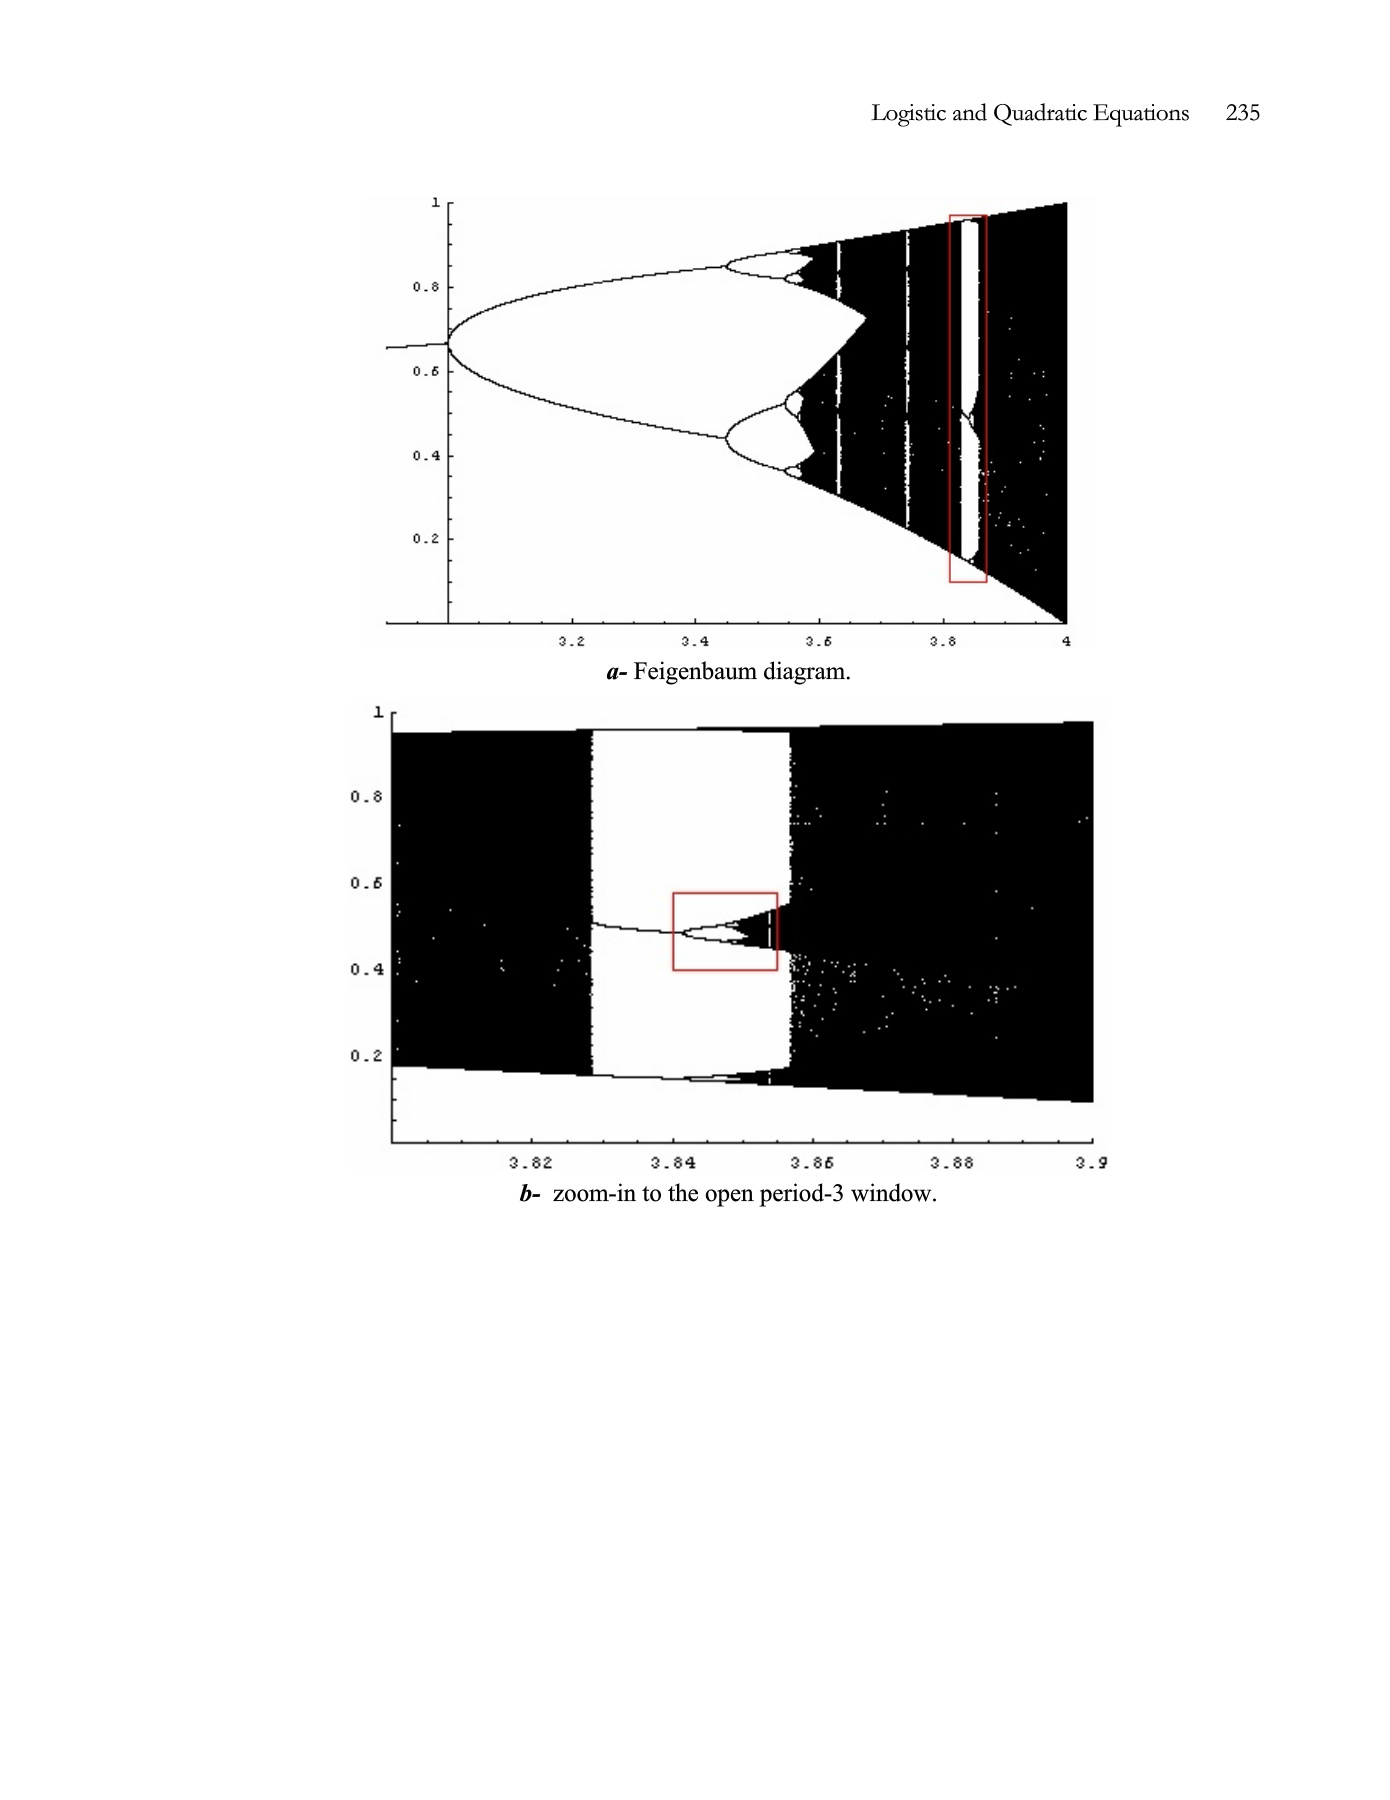 Logistic and Quadratic Equations 235
1
0.8
0.6
0.4
0.2
3.2 3.4 3.6 3.8 4
a- Feigenbaum diagram.
1
0.8
0.6
0.4
0.2
3.82 3.84 3.86 3.88 3.9
b- zoom-in to the open period-3 window.